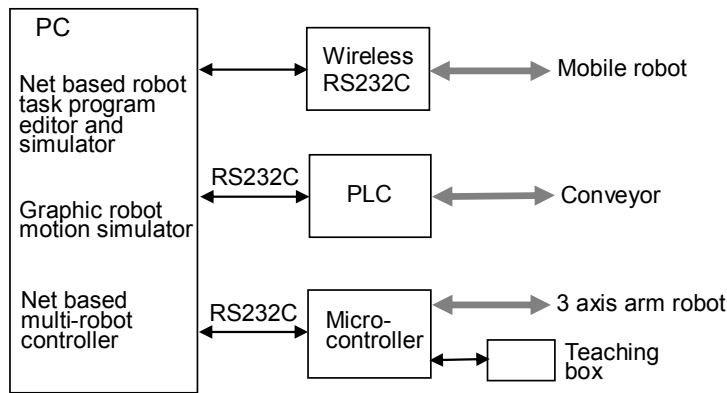 PC
Net based robot
task program
editor and
simulator
Graphic robot
motion simulator
Net based
multi-robot
controller
Wireless
RS232C
Mobile robot
RS232C
PLC
Conveyor
RS232C
Micro-
controller
3 axis arm robot
Teaching
box